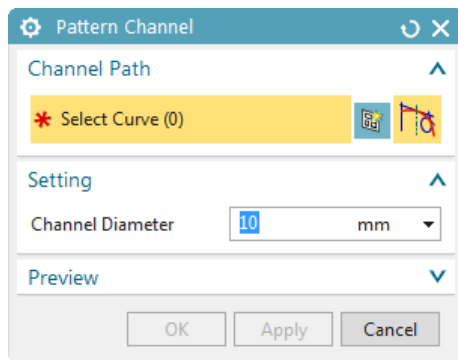 Pattern Channel
Channel Path
* Select Curve (0)
Setting
Channel Diameter 10 mm
Preview
OK Apply Cancel